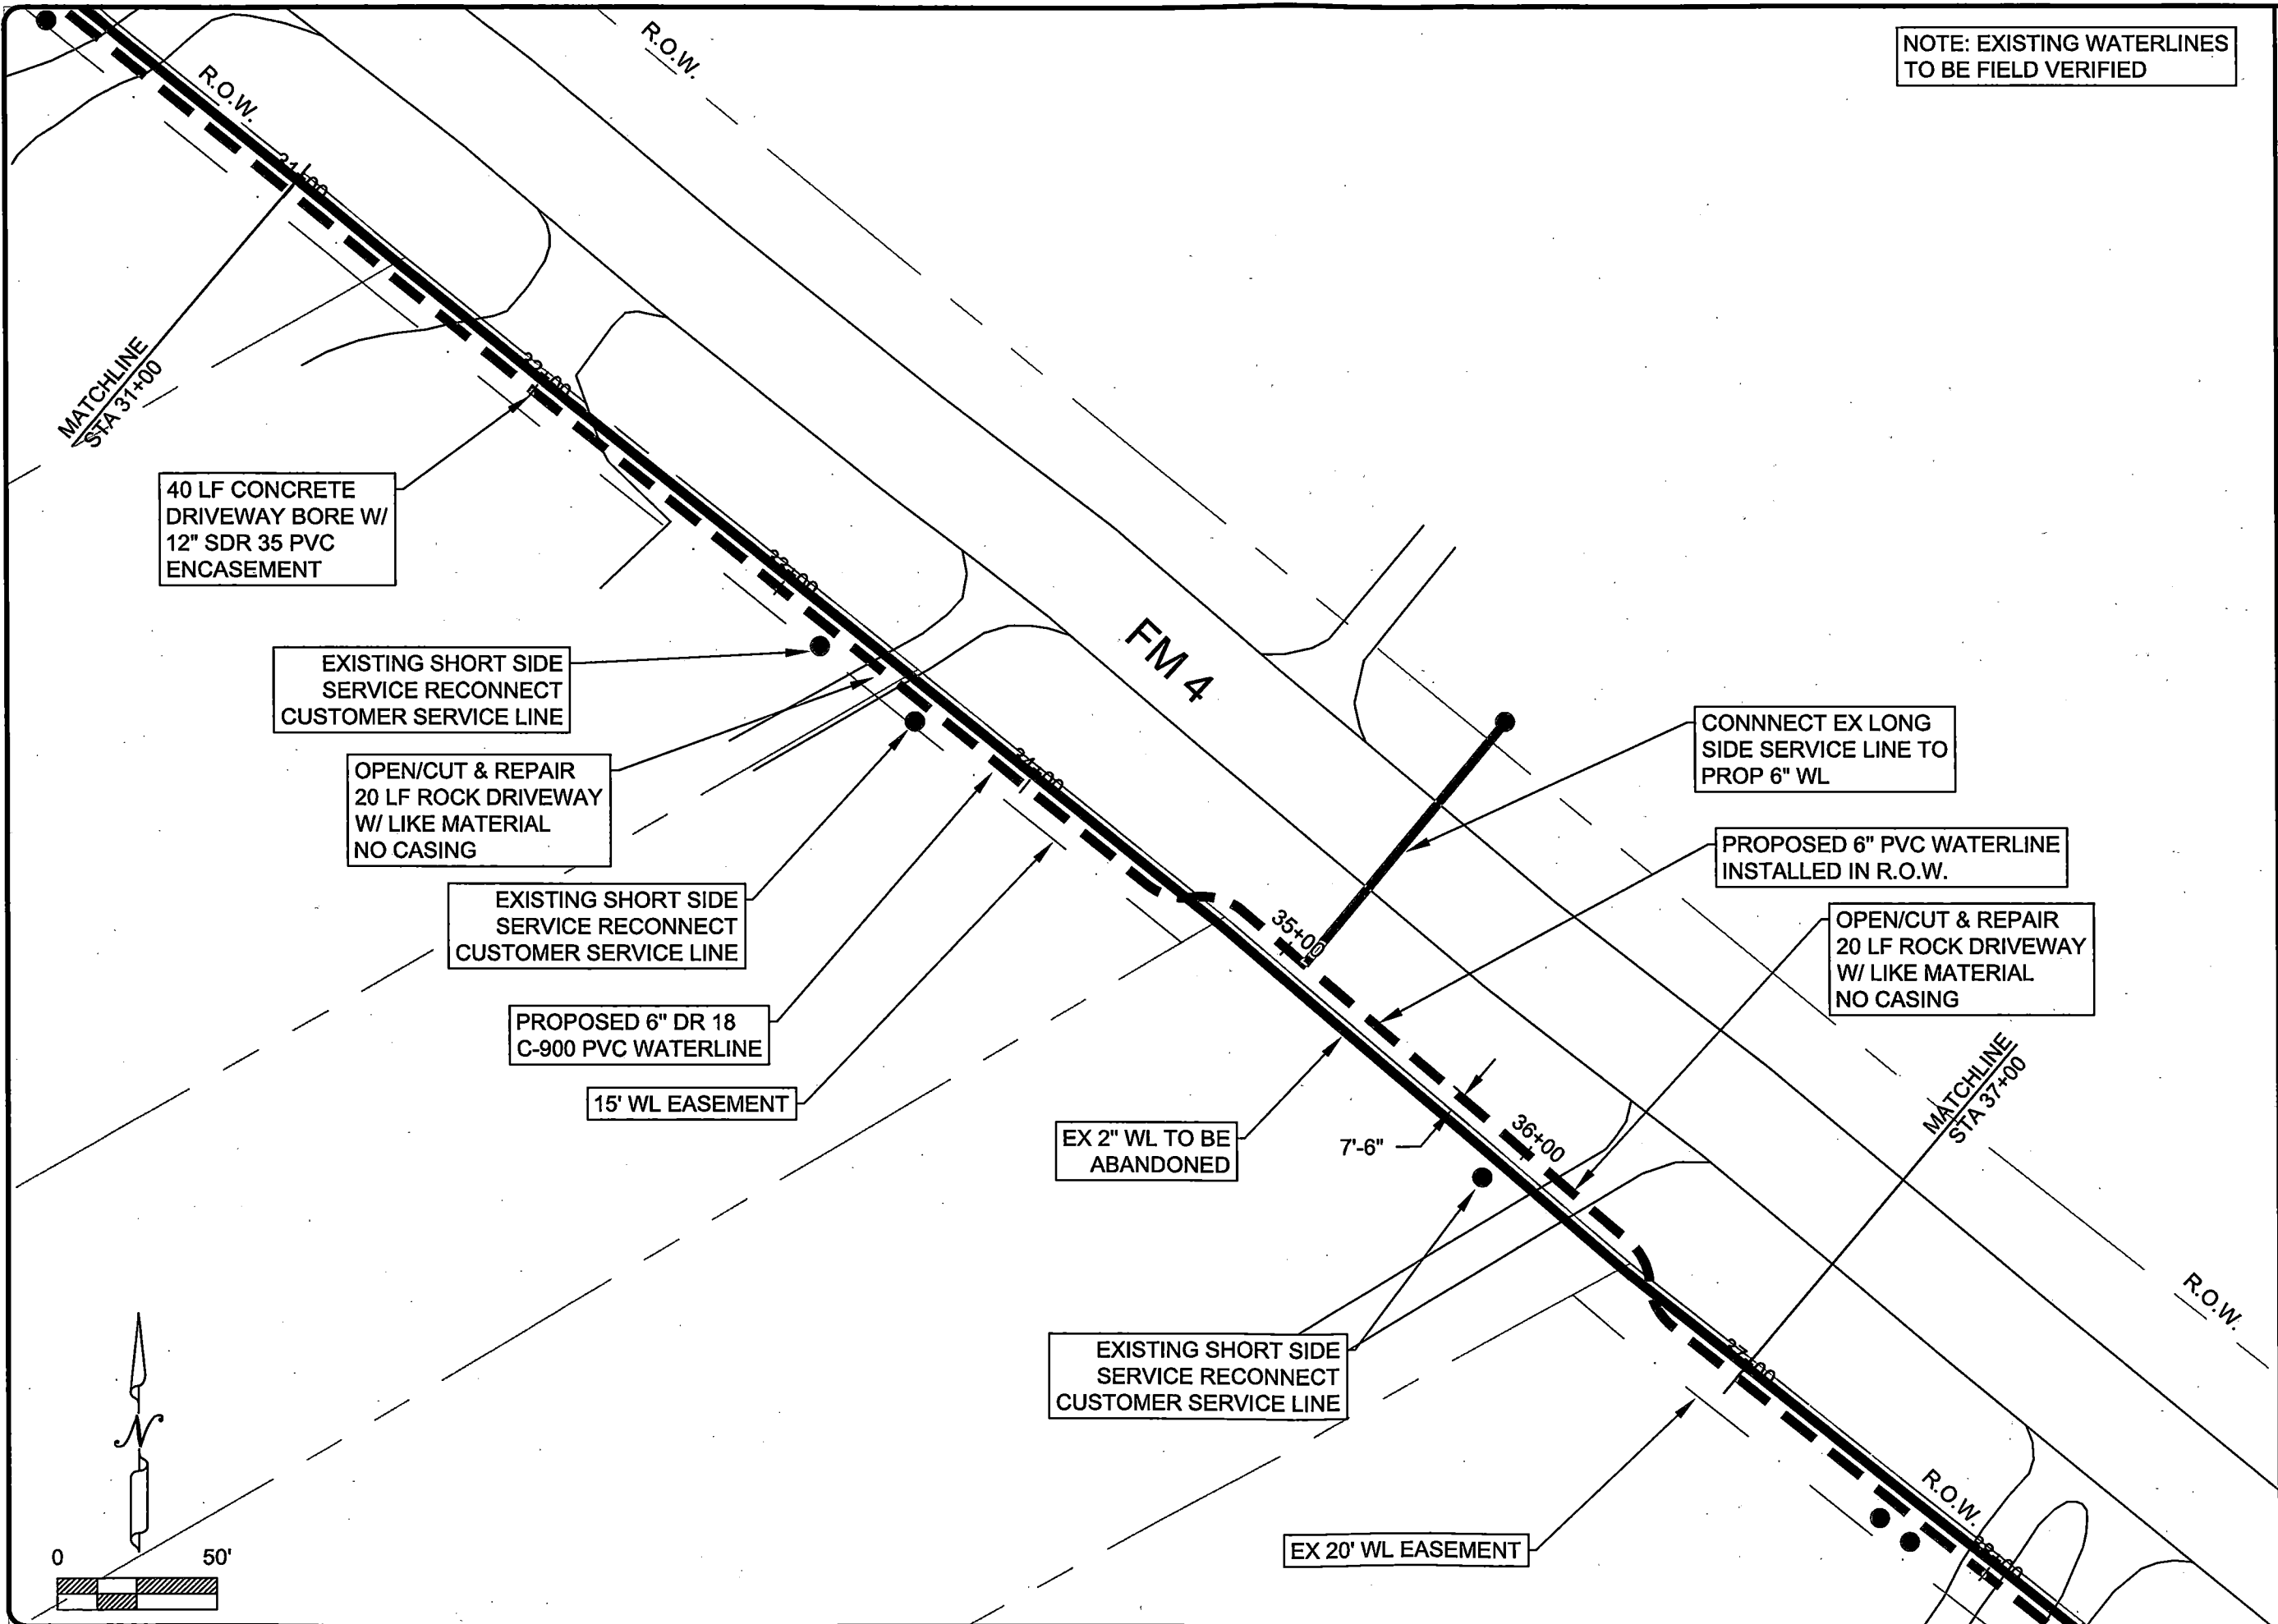 NOTE: EXISTING WATERLINES
TO BE FIELD VERIFIED
R.O.W.
R.O.W.
31+00
MATCHLINE
STA 31+00
32+00
40 LF CONCRETE
DRIVEWAY BORE W/
12" SDR 35 PVC
ENCASEMENT
33+00
EXISTING SHORT SIDE
SERVICE RECONNECT
CUSTOMER SERVICE LINE
FM 4
OPEN/CUT & REPAIR
20 LF ROCK DRIVEWAY
W/ LIKE MATERIAL
NO CASING
34+00
CONNNECT EX LONG
SIDE SERVICE LINE TO
PROP 6" WL
EXISTING SHORT SIDE
SERVICE RECONNECT
CUSTOMER SERVICE LINE
PROPOSED 6" PVC WATERLINE
INSTALLED IN R.O.W.
35+00
OPEN/CUT & REPAIR
20 LF ROCK DRIVEWAY
W/ LIKE MATERIAL
NO CASING
PROPOSED 6" DR 18
C-900 PVC WATERLINE
15' WL EASEMENT
MATCHLINE
STA 37+00
EX 2" WL TO BE
ABANDONED
7'-6"
36+00
R.O.W.
EXISTING SHORT SIDE
SERVICE RECONNECT
CUSTOMER SERVICE LINE
37+00
N
R.O.W.
EX 20' WL EASEMENT
38+00
0 50'